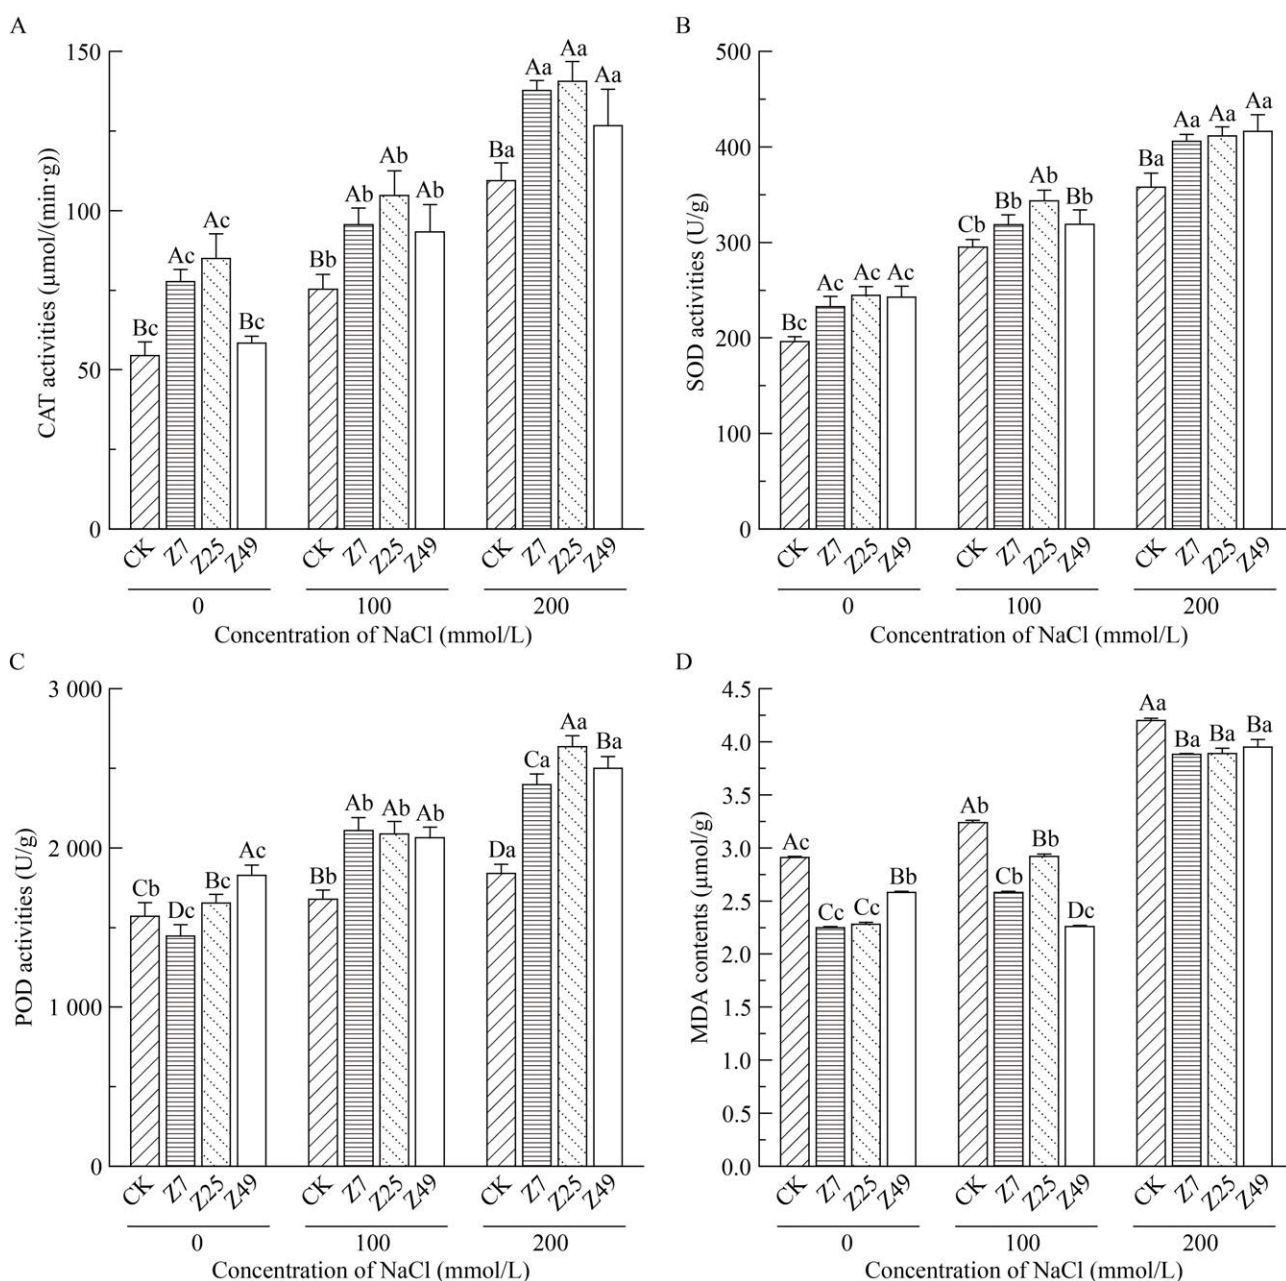 A
CAT activities (μmol/(min·g))
150
100
50
0
Bc
Ac
Ac
Bc
Bb
Ab
Ab
Ab
Ba
Aa
Aa
Aa
CK
Z7
Z25
Z49
CK
Z7
Z25
Z49
CK
Z7
Z25
Z49
0
100
200
Concentration of NaCl (mmol/L)
B
SOD activities (U/g)
500
400
300
200
100
0
Bc
Ac
Ac
Ac
Cb
Bb
Ab
Bb
Ba
Aa
Aa
Aa
CK
Z7
Z25
Z49
CK
Z7
Z25
Z49
CK
Z7
Z25
Z49
0
100
200
Concentration of NaCl (mmol/L)
C
POD activities (U/g)
3 000
2 000
1 000
0
Cb
Dc
Bc
Ac
Bb
Ab
Ab
Ab
Da
Ca
Aa
Ba
CK
Z7
Z25
Z49
CK
Z7
Z25
Z49
CK
Z7
Z25
Z49
0
100
200
Concentration of NaCl (mmol/L)
D
MDA contents (μmol/g)
4.5
4.0
3.5
3.0
2.5
2.0
1.5
1.0
0.5
0.0
Ac
Cc
Cc
Bb
Ab
Cb
Bb
Dc
Aa
Ba
Ba
Ba
CK
Z7
Z25
Z49
CK
Z7
Z25
Z49
CK
Z7
Z25
Z49
0
100
200
Concentration of NaCl (mmol/L)